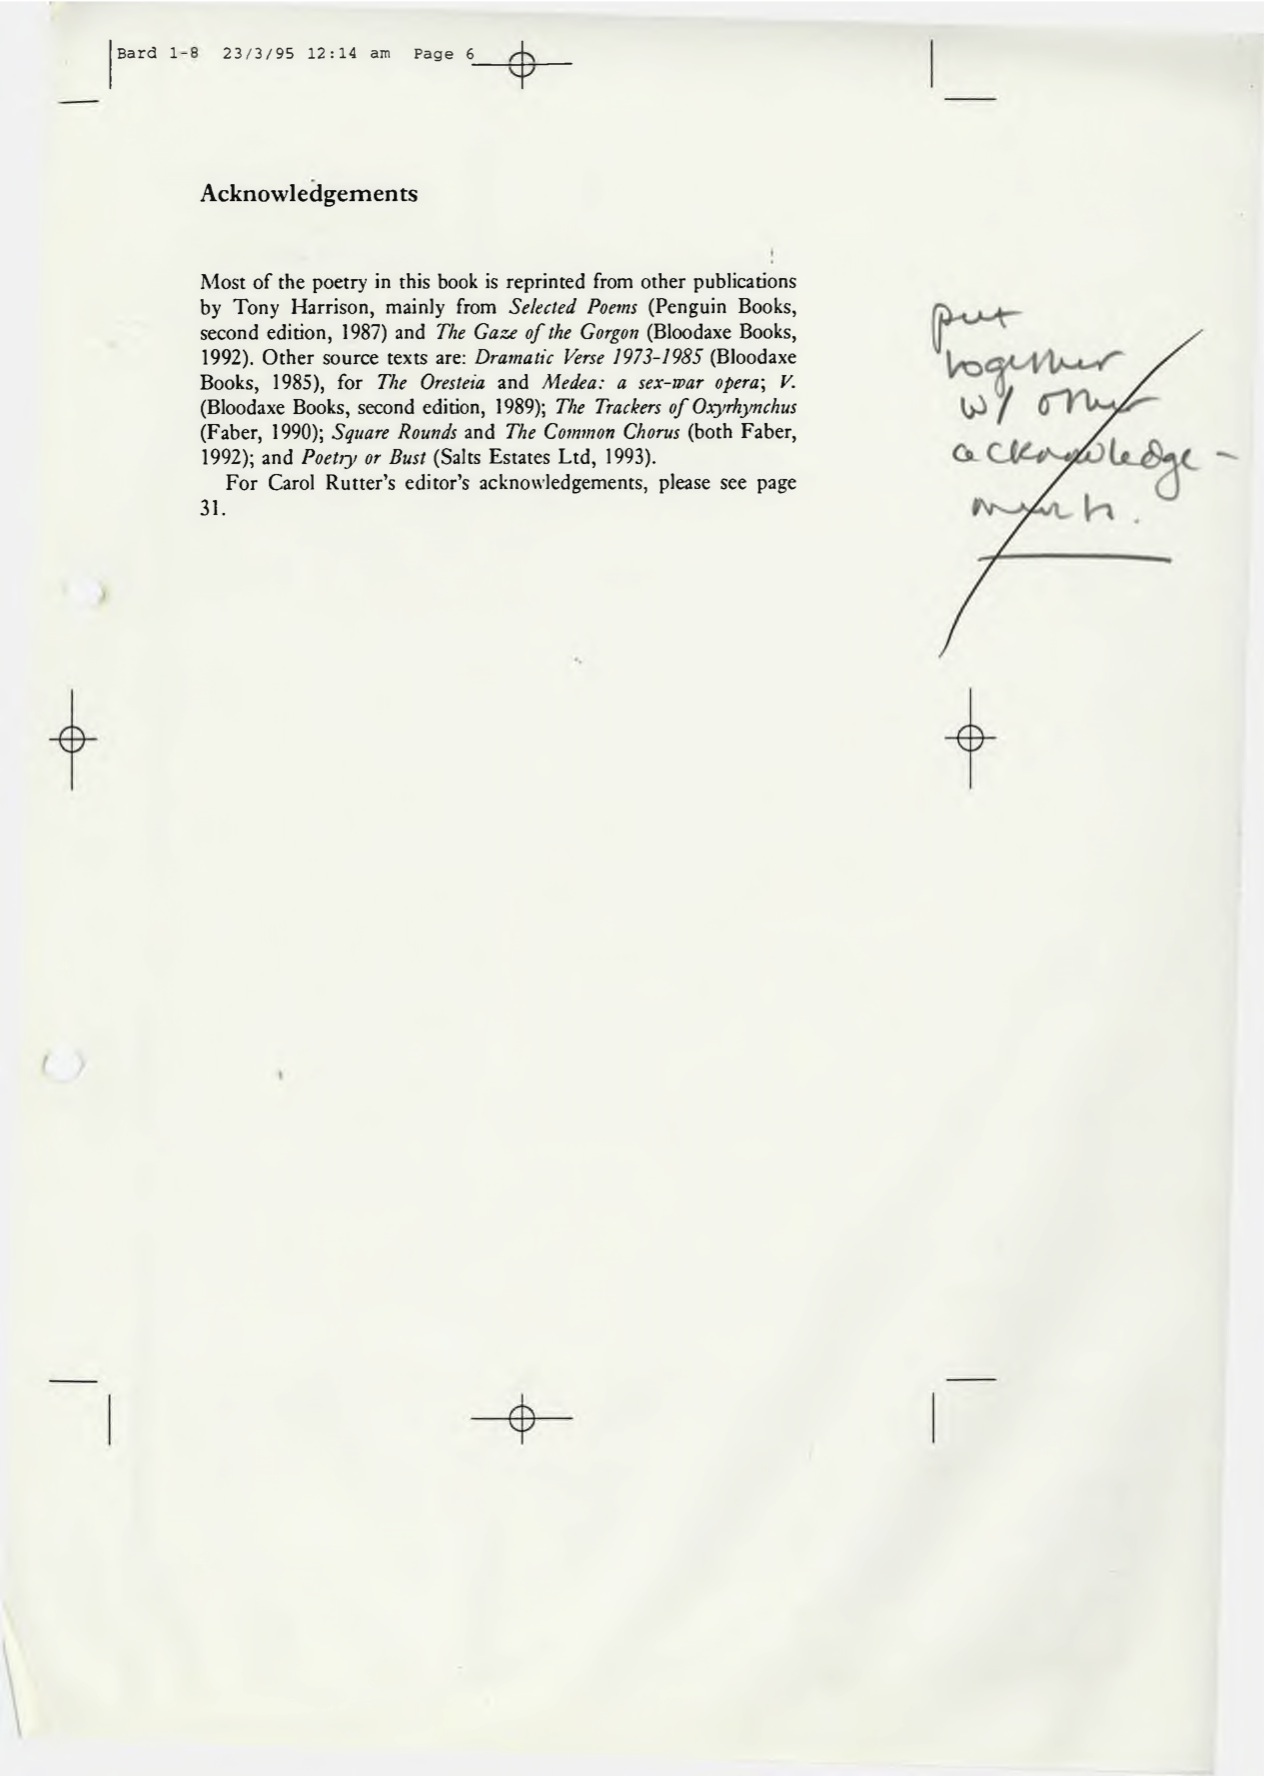 Bard 1-8 23/3/95 12:14 am Page 6
Acknowledgements
Most of the poetry in this book is reprinted from other publications
by Tony Harrison, mainly from Selected Poems (Penguin Books,
second edition, 1987) and The Gaze of the Gorgon (Bloodaxe Books,
1992). Other source texts are: Dramatic Verse 1973-1985 (Bloodaxe
Books, 1985), for The Oresteia and Medea: a sex-war opera; V.
(Bloodaxe Books, second edition, 1989); The Trackers of Oxyrhynchus
(Faber, 1990); Square Rounds and The Common Chorus (both Faber,
1992); and Poetry or Bust (Salts Estates Ltd, 1993).
For Carol Rutter's editor's acknowledgements, please see page
31.
put
together
w/ other
acknowledge-
ments.